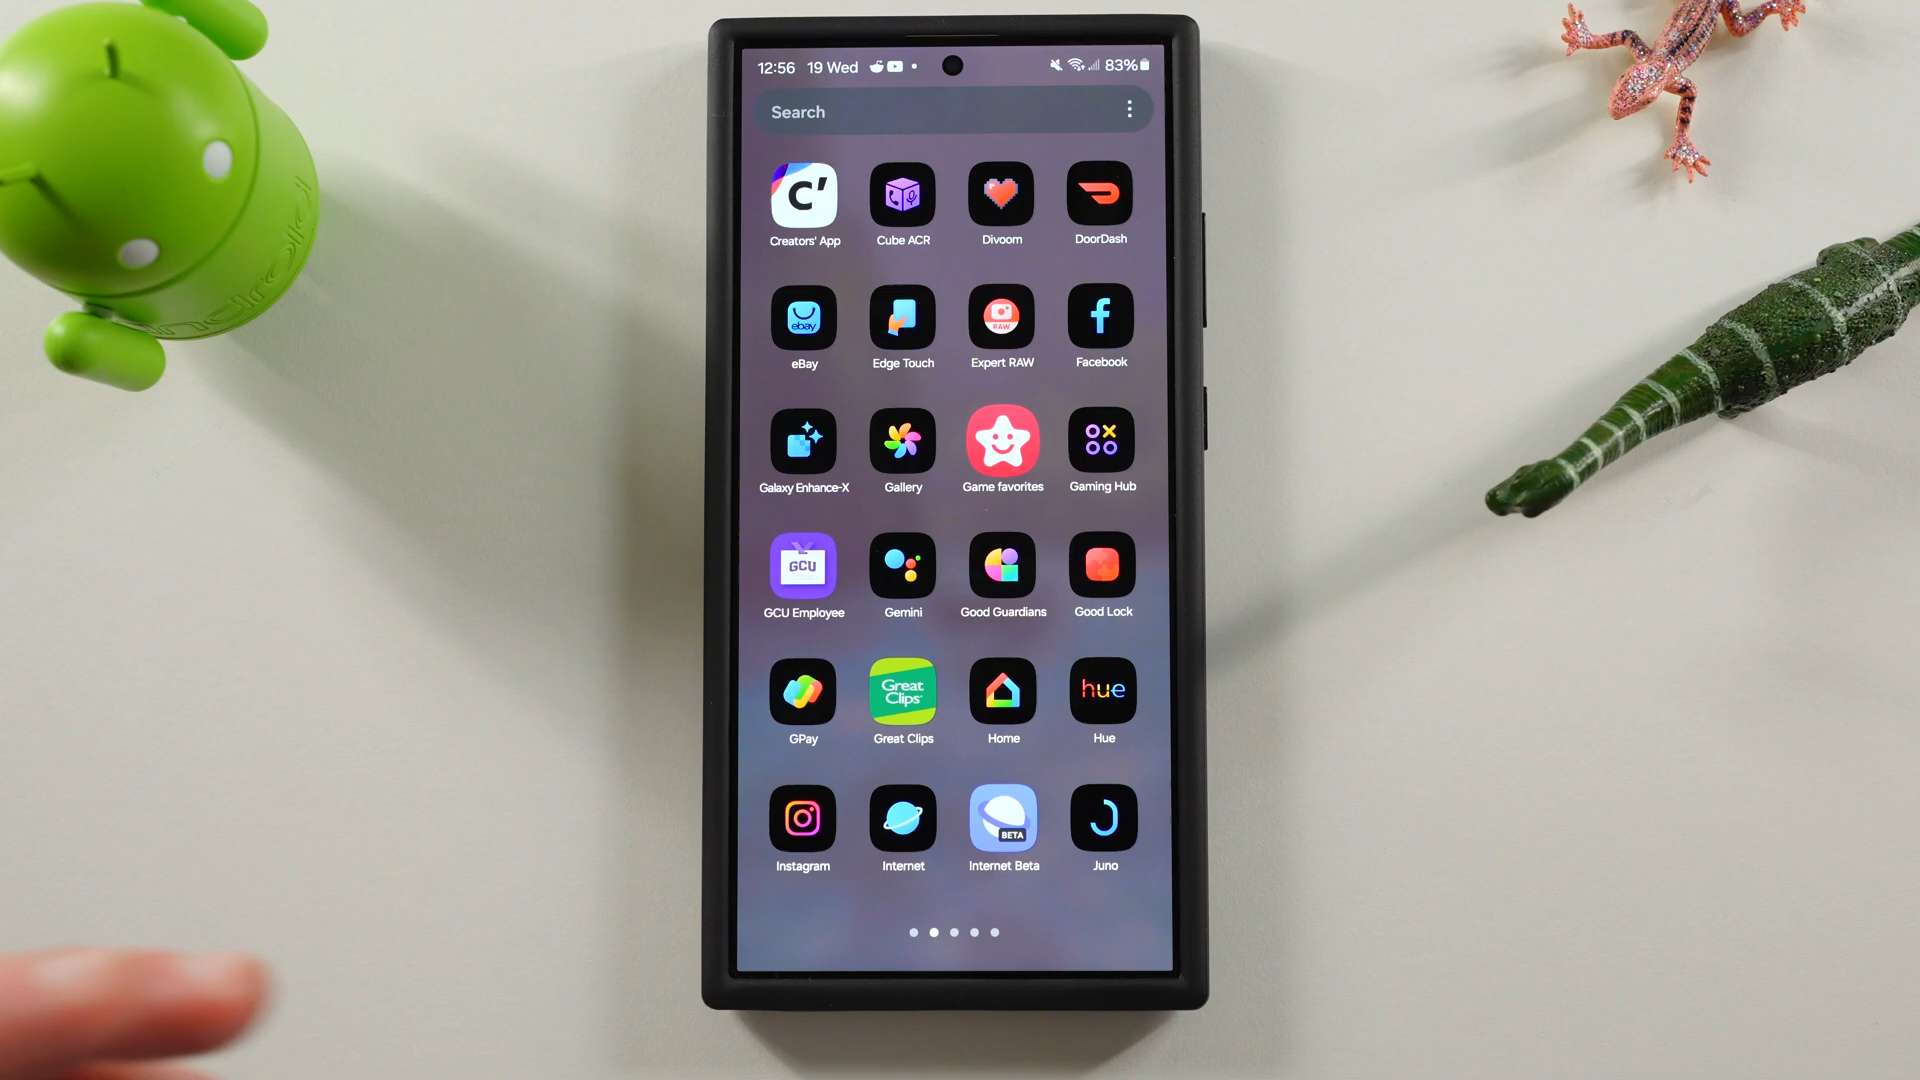 12:56 19 Wed 83%
Search
C'
Creators' App Cube ACR Divoom DoorDash
ebay RAW
eBay Edge Touch Expert RAW Facebook
Galaxy Enhance-X Gallery Game favorites Gaming Hub
GCU
GCU Employee Gemini Good Guardians Good Lock
Great Clips hue
GPay Great Clips Home Hue
BETA
Instagram Internet Internet Beta Juno
android